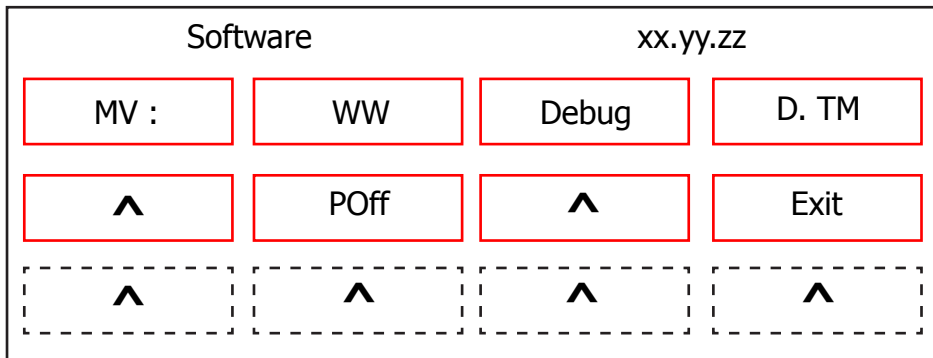 Software xx.yy.zz
MV : WW Debug D. TM
^ POff ^ Exit
^ ^ ^ ^